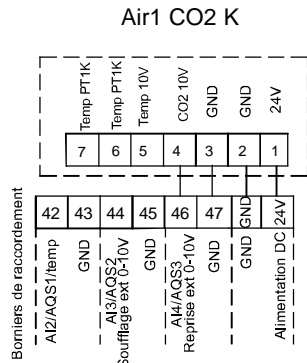 Air1 CO2 K
Temp PT1K
Temp PT1K
Temp 10V
CO2 10V
GND
GND
24V
7 6 5 4 3 2 1
Borniers de raccordement
42 43 44 45 46 47 GND 24V
AI2/AQS1/temp
GND
AI3/AQS2
Soufflage ext 0-10V
GND
AI4/AQS3
Reprise ext 0-10V
GND
GND
Alimentation DC